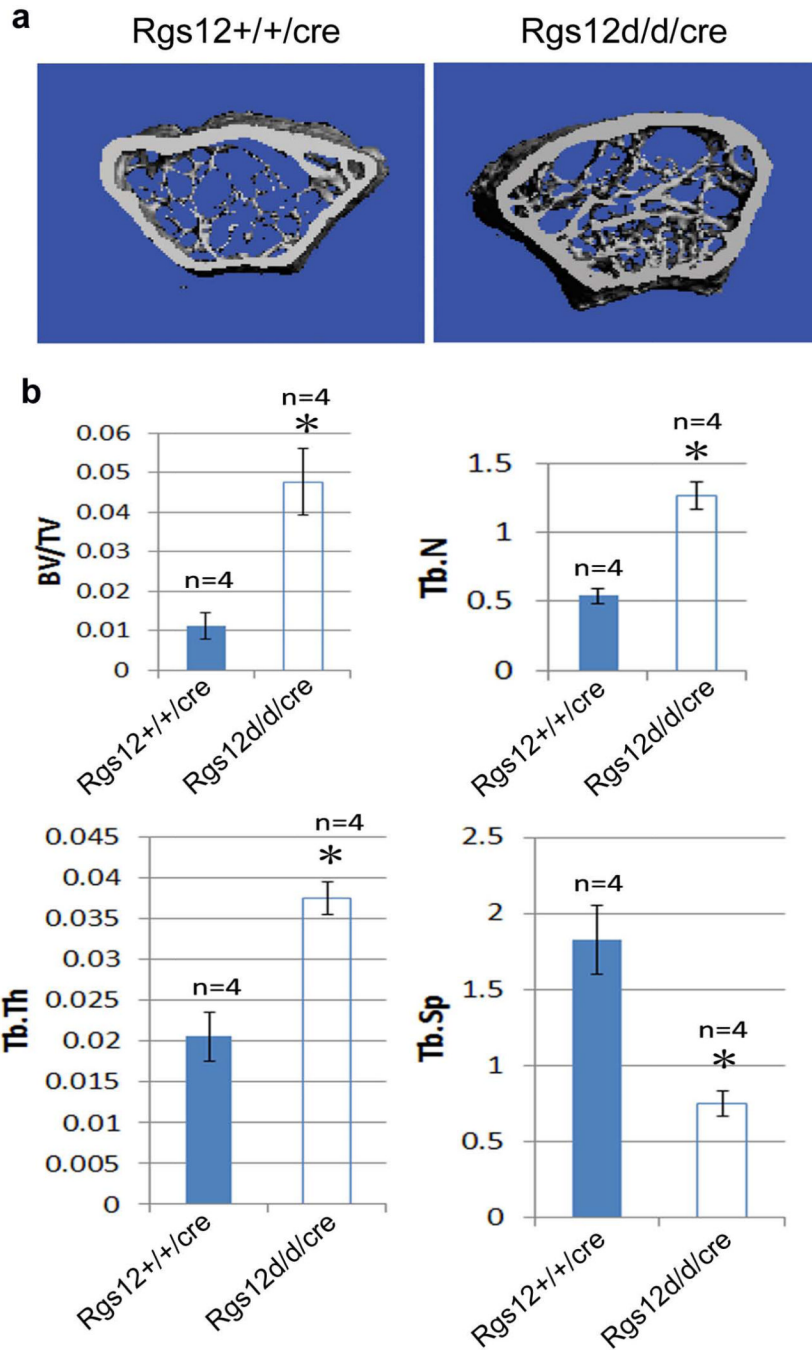 a
Rgs12+/+/cre
Rgs12d/d/cre
b
BV/TV
0.06
0.05
0.04
0.03
0.02
0.01
0
n=4
n=4
*
Rgs12+/+/cre
Rgs12d/d/cre
Tb.N
1.5
1
0.5
0
n=4
n=4
*
Rgs12+/+/cre
Rgs12d/d/cre
Tb.Th
0.045
0.04
0.035
0.03
0.025
0.02
0.015
0.01
0.005
0
n=4
n=4
*
Rgs12+/+/cre
Rgs12d/d/cre
Tb.Sp
2.5
2
1.5
1
0.5
0
n=4
n=4
*
Rgs12+/+/cre
Rgs12d/d/cre